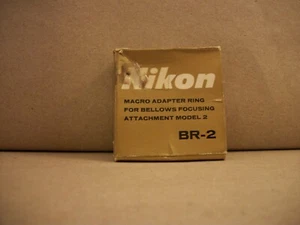 Nikon
MACRO ADAPTER RING
FOR BELLOWS FOCUSING
ATTACHMENT MODEL 2
BR-2